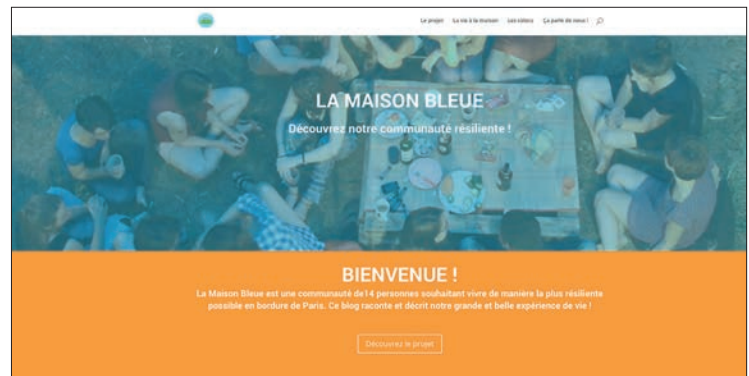 Le projet La vie à la maison Les colocs Ça parle de nous !
LA MAISON BLEUE
Découvrez notre communauté résiliente !
BIENVENUE !
La Maison Bleue est une communauté de14 personnes souhaitant vivre de manière la plus résiliente
possible en bordure de Paris. Ce blog raconte et décrit notre grande et belle expérience de vie !
Découvrez le projet